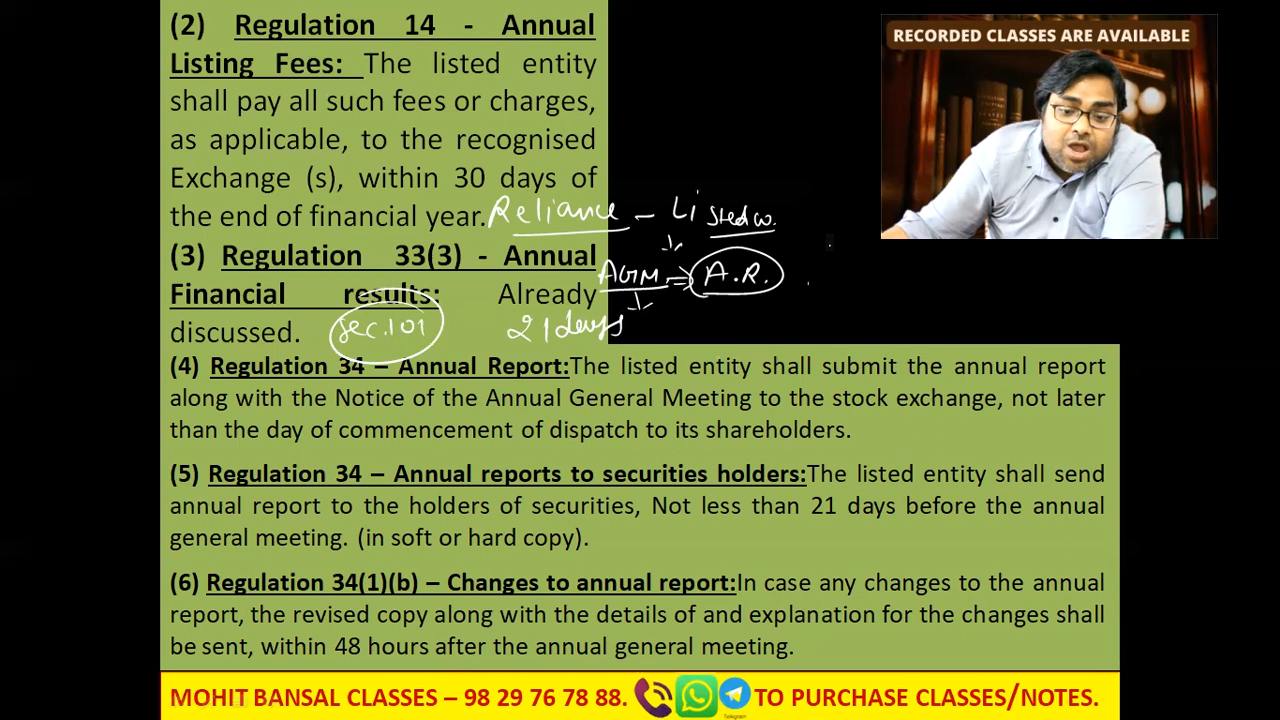 RECORDED CLASSES ARE AVAILABLE
(2) Regulation 14 - Annual
Listing Fees: The listed entity
shall pay all such fees or charges,
as applicable, to the recognised
Exchange (s), within 30 days of
the end of financial year.
Reliance - Listed co.
(3) Regulation 33(3) - Annual
AGM => A.R.
Financial results: Already
discussed.
Sec.101
21 days
(4) Regulation 34 – Annual Report:The listed entity shall submit the annual report
along with the Notice of the Annual General Meeting to the stock exchange, not later
than the day of commencement of dispatch to its shareholders.
(5) Regulation 34 – Annual reports to securities holders:The listed entity shall send
annual report to the holders of securities, Not less than 21 days before the annual
general meeting. (in soft or hard copy).
(6) Regulation 34(1)(b) – Changes to annual report:In case any changes to the annual
report, the revised copy along with the details of and explanation for the changes shall
be sent, within 48 hours after the annual general meeting.
MOHIT BANSAL CLASSES – 98 29 76 78 88. TO PURCHASE CLASSES/NOTES.
Telegram